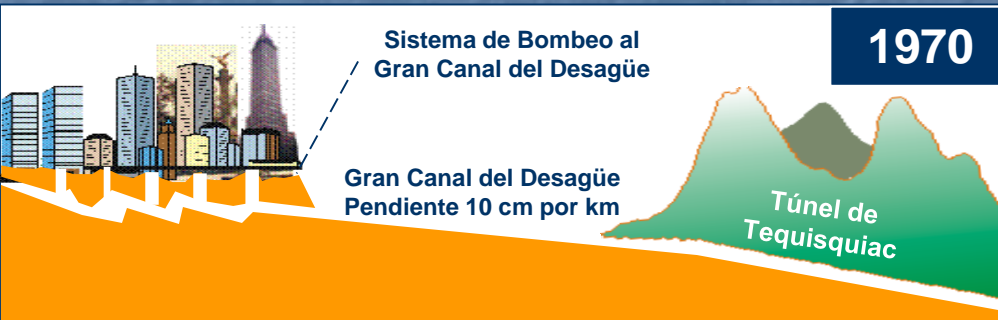 1970
Sistema de Bombeo al
Gran Canal del Desagüe
Gran Canal del Desagüe
Pendiente 10 cm por km
Túnel de
Tequisquiac